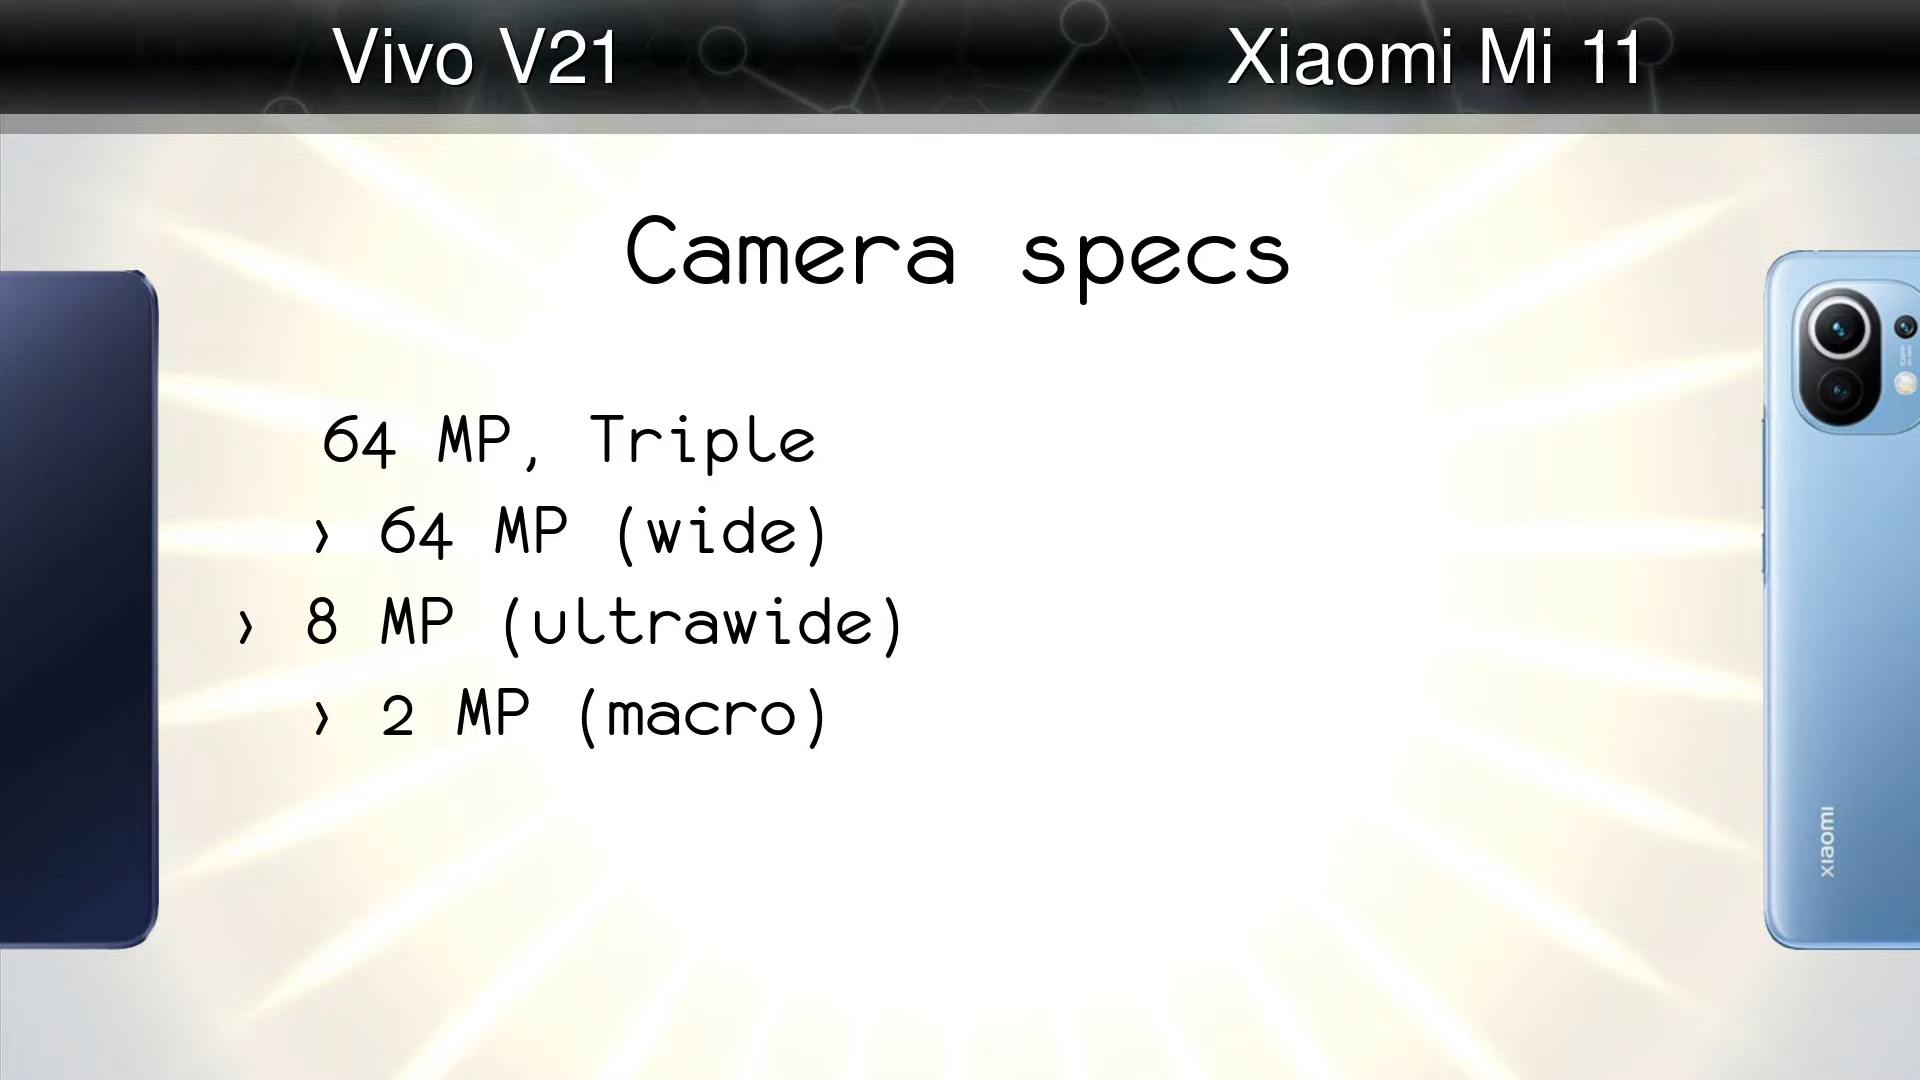 Vivo V21
Xiaomi Mi 11
Camera specs
64 MP, Triple
› 64 MP (wide)
› 8 MP (ultrawide)
› 2 MP (macro)
xiaomi